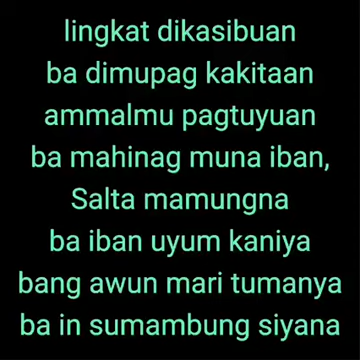 lingkat dikasibuan
ba dimupag kakitaan
ammalmu pagtuyuan
ba mahinag muna iban,
Salta mamungna
ba iban uyum kaniya
bang awun mari tumanya
ba in sumambung siyana